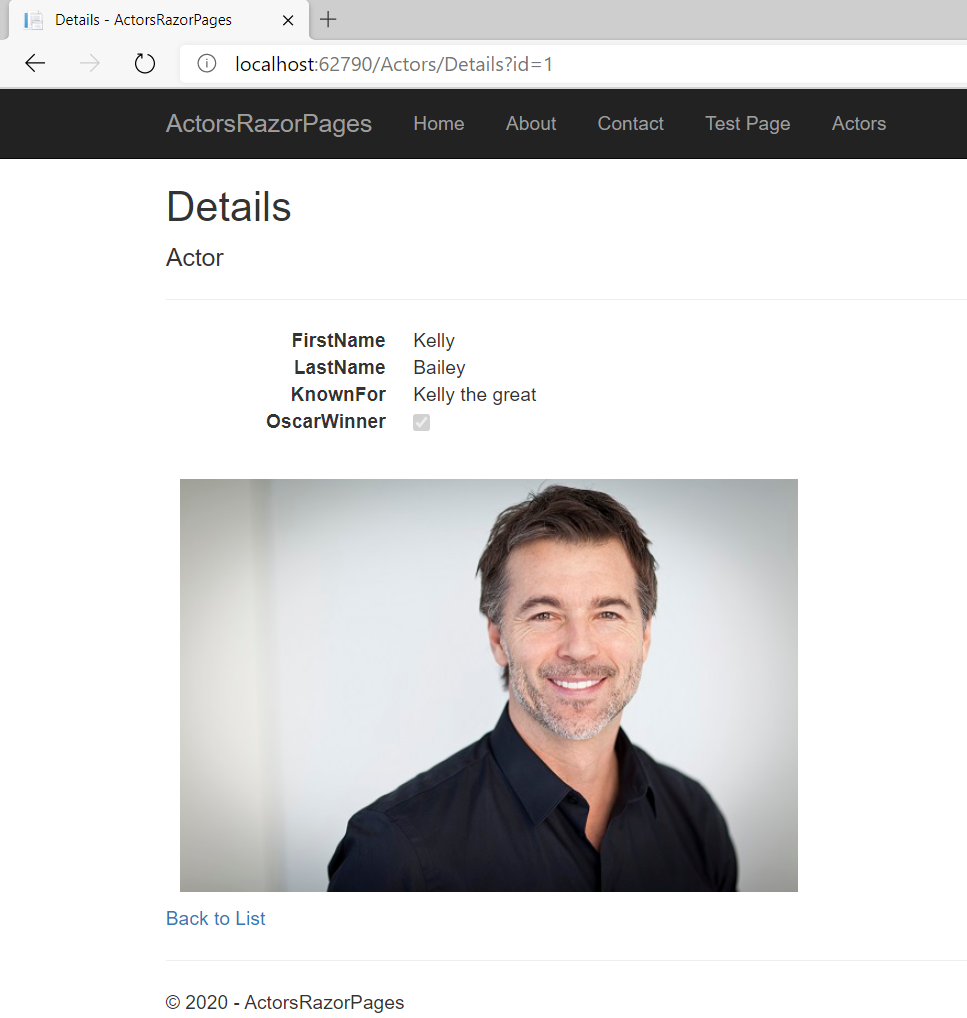 Details - ActorsRazorPages
localhost:62790/Actors/Details?id=1
ActorsRazorPages Home About Contact Test Page Actors
Details
Actor
FirstName Kelly
LastName Bailey
KnownFor Kelly the great
OscarWinner
Back to List
© 2020 - ActorsRazorPages